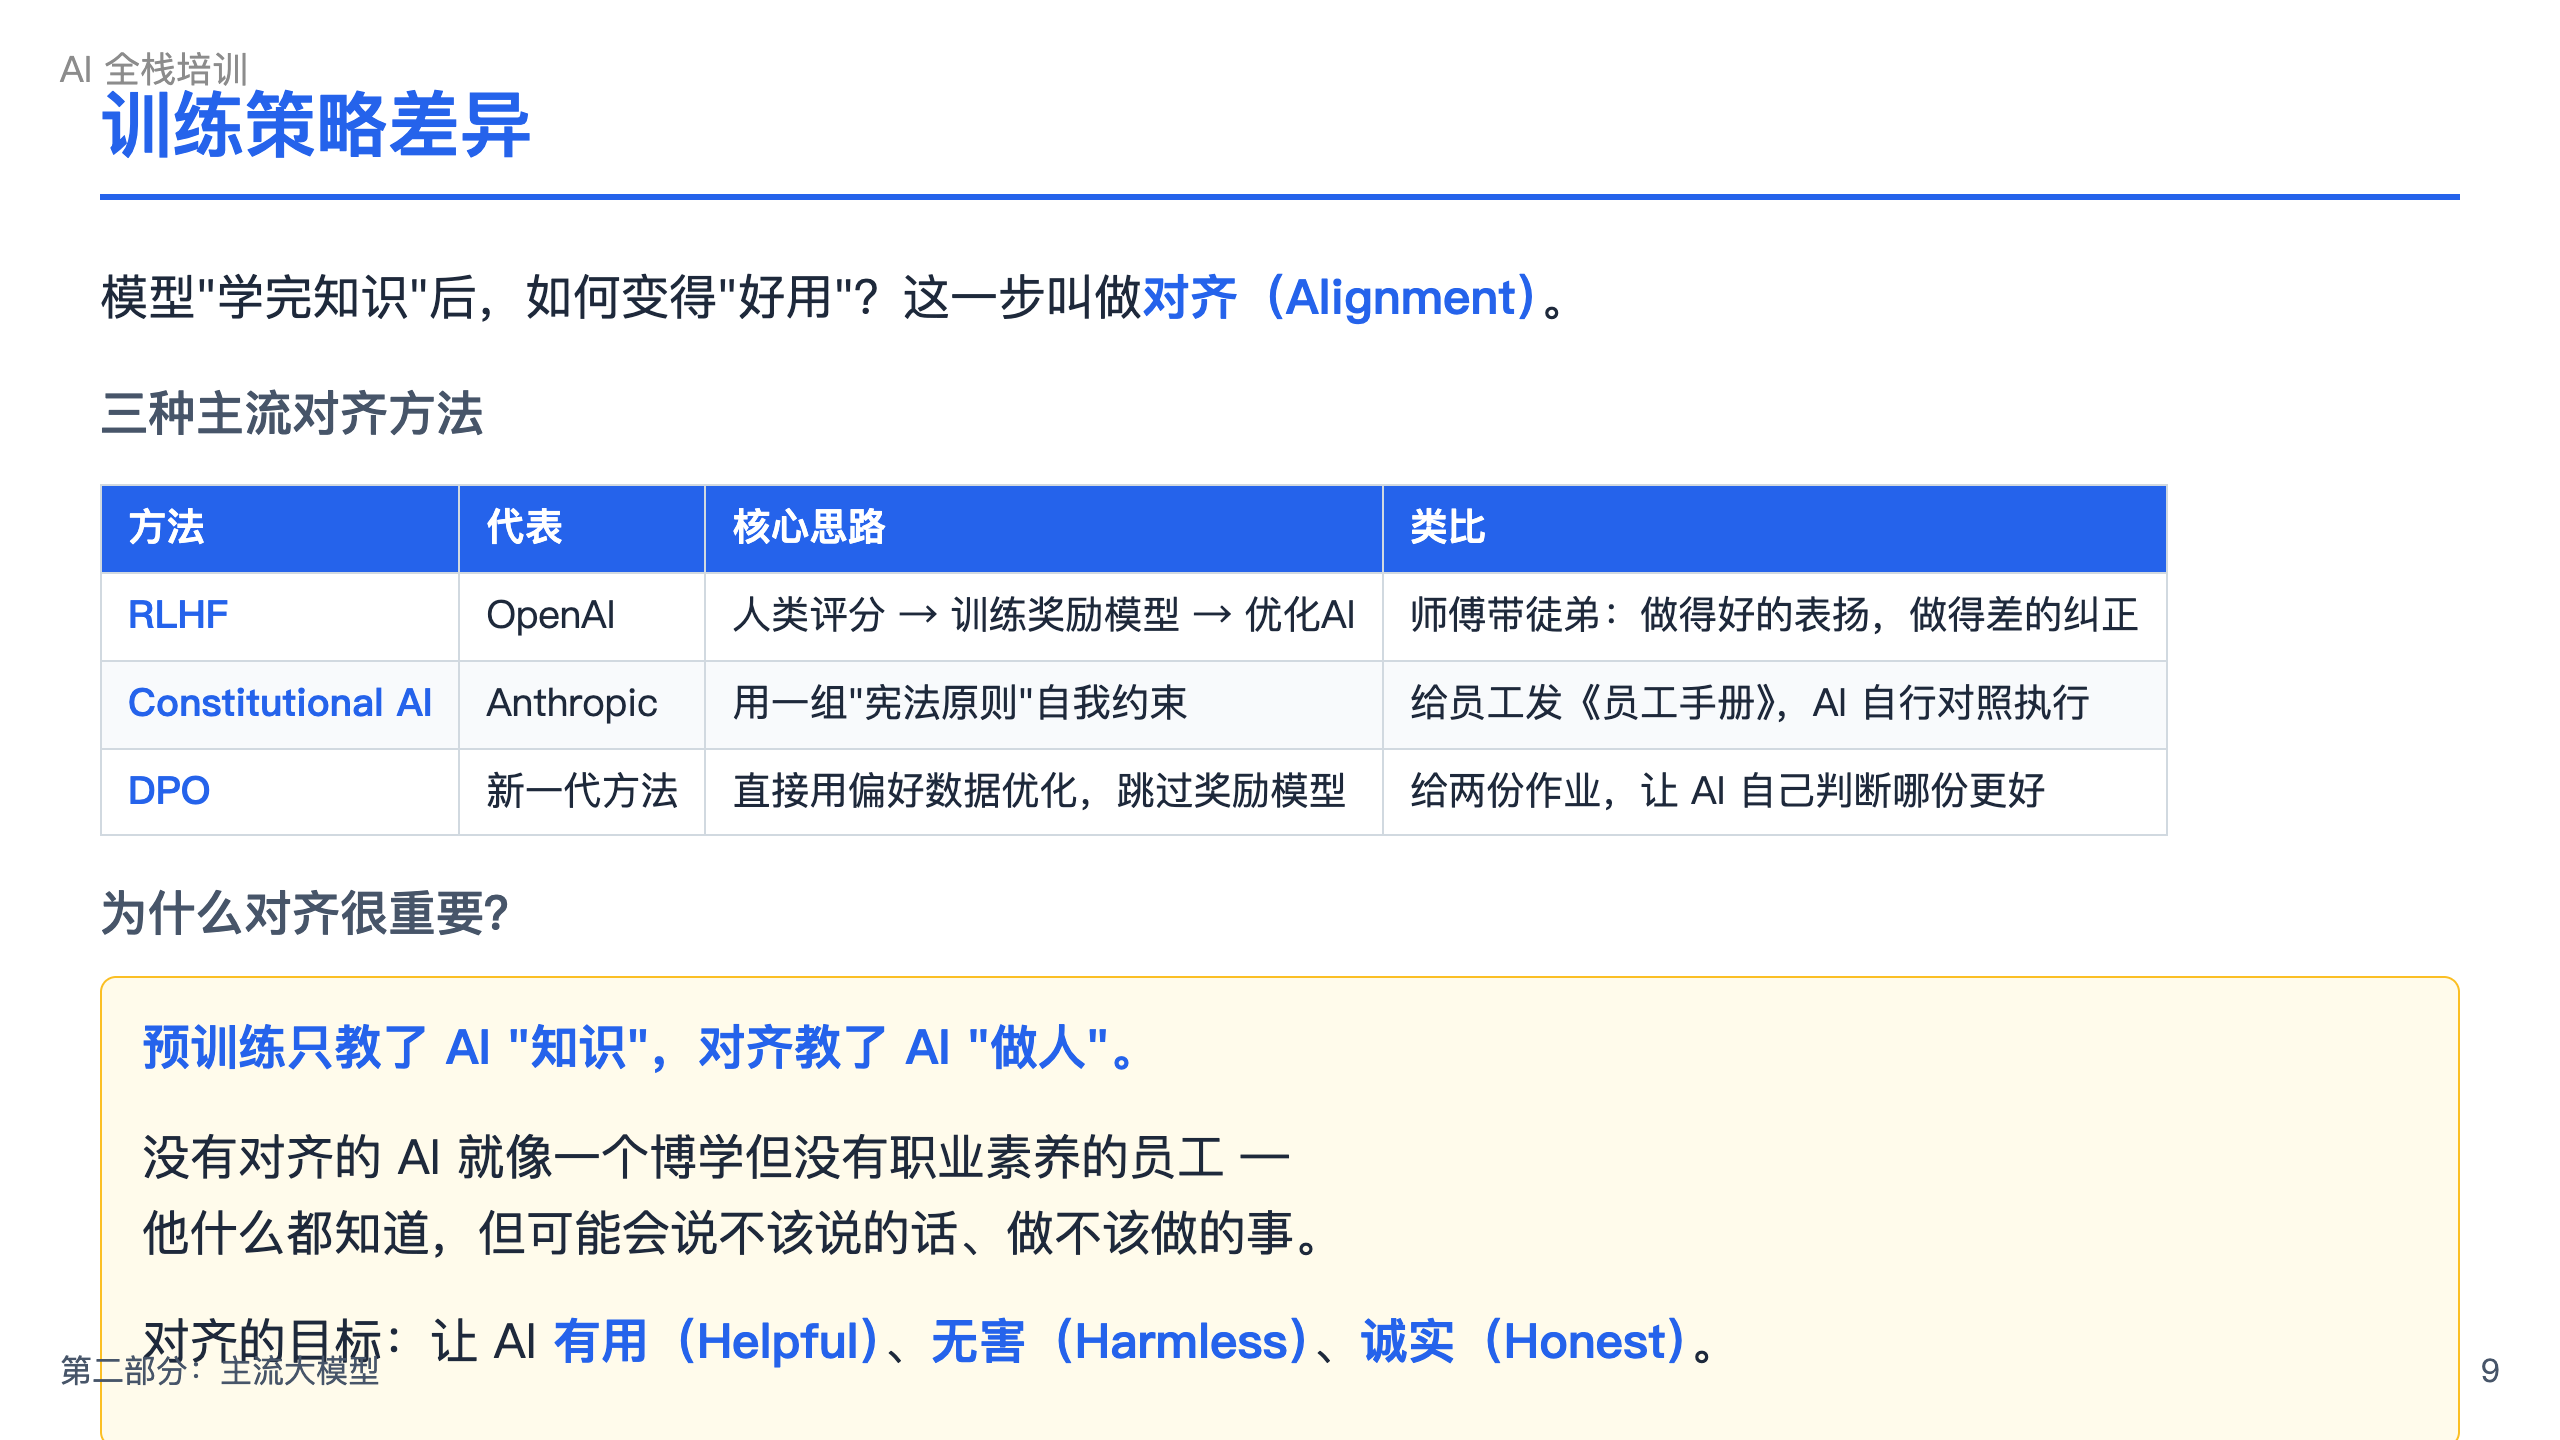 AI 全栈培训
训练策略差异
模型"学完知识"后，如何变得"好用"？这一步叫做对齐（Alignment）。
三种主流对齐方法
方法 代表 核心思路 类比
RLHF OpenAI 人类评分 → 训练奖励模型 → 优化AI 师傅带徒弟：做得好的表扬，做得差的纠正
Constitutional AI Anthropic 用一组"宪法原则"自我约束 给员工发《员工手册》，AI 自行对照执行
DPO 新一代方法 直接用偏好数据优化，跳过奖励模型 给两份作业，让 AI 自己判断哪份更好
为什么对齐很重要?
预训练只教了 AI "知识"，对齐教了 AI "做人"。
没有对齐的 AI 就像一个博学但没有职业素养的员工 —
他什么都知道，但可能会说不该说的话、做不该做的事。
对齐的目标：让 AI 有用（Helpful）、无害（Harmless）、诚实（Honest）。
第二部分：主流大模型
9